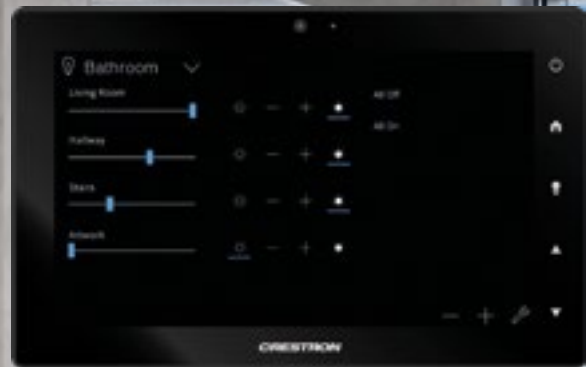 Bathroom
Living Room
All Off
All On
Hallway
Stairs
Artwork
CRESTRON